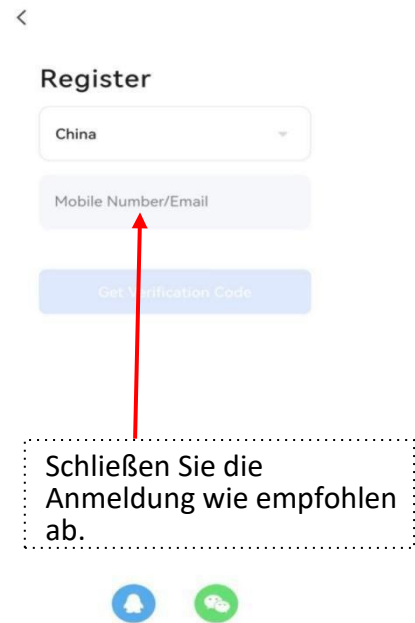 Register
China
Mobile Number/Email
Get Verification Code
Schließen Sie die
Anmeldung wie empfohlen
ab.